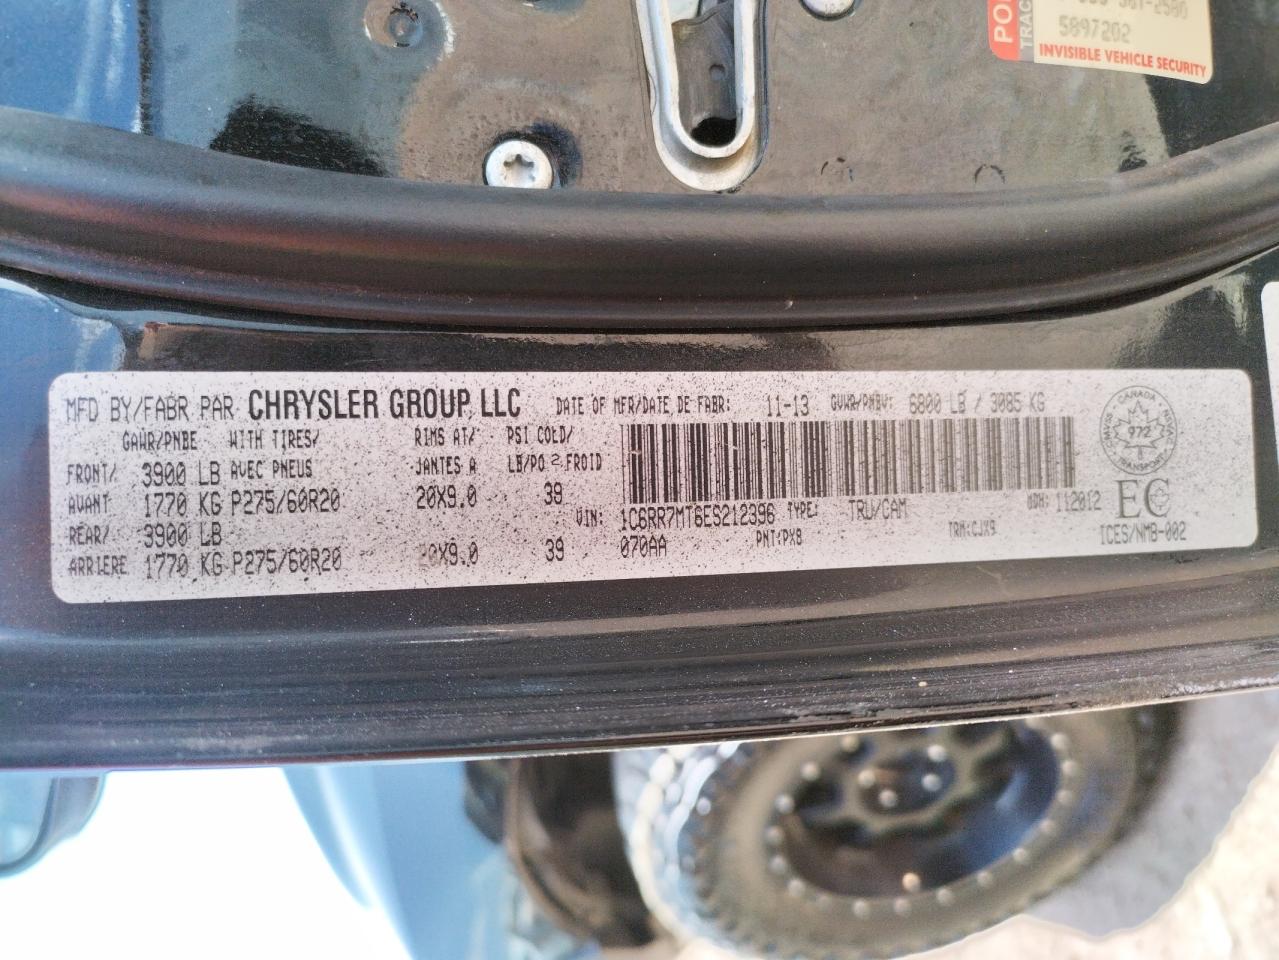 5897202
INVISIBLE VEHICLE SECURITY
MFD BY/FABR PAR CHRYSLER GROUP, LLC DATE OF MFR/DATE DE FABR: 11-13 GVWR/PNBV: 6800 LB / 3085 KG
GAWR/PNBE WITH TIRES/ RIMS AT/ PSI COLD/
FRONT/ 3900 LB AVEC PNEUS JANTES A LB/PO 2 FROID
AVANT 1770 KG P275/60R20 20X9.0 39
REAR/ 3900 LB
ARRIERE 1770 KG P275/60R20 20X9.0 39
VIN: 1C6RR7MT6ES212396 TYPE: TRU/CAM MDH: 112012
070AA PNT:PX8 TRM:CJX9
CANADA
972
TRANSPORT
EC
ICES/NMB-002